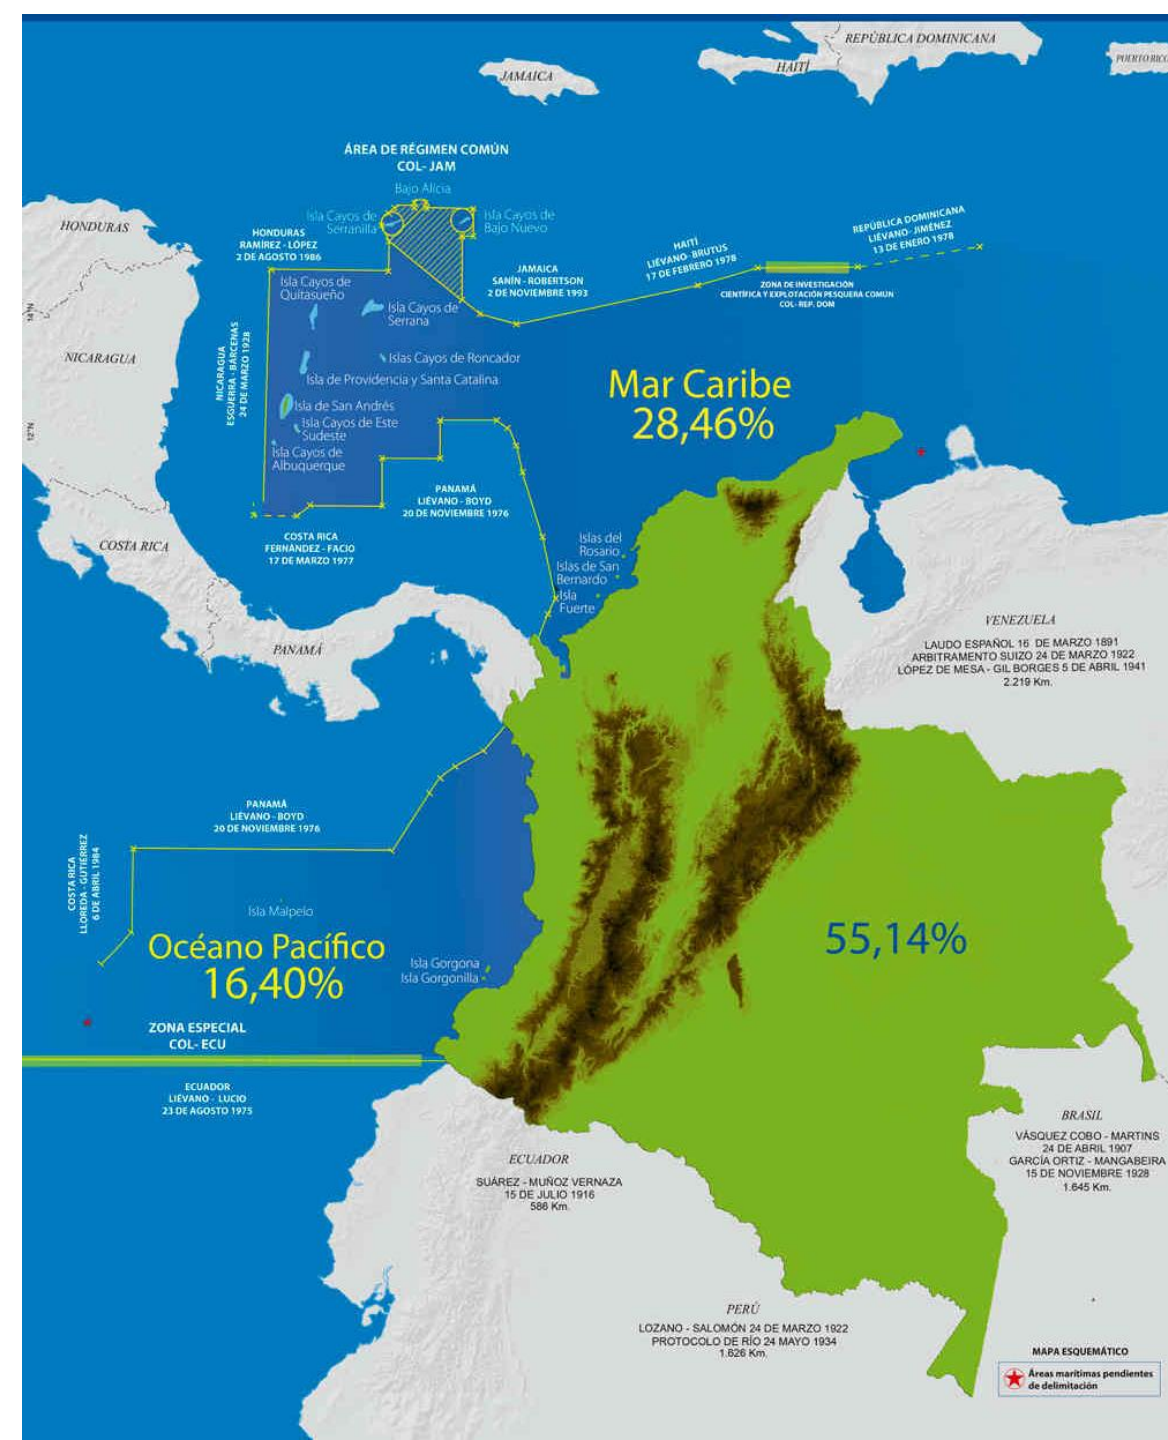 REPÙBLICA DOMINICANA
HAITÍ
PUERTO RICO
JAMAICA
ÁREA DE RÉGIMEN COMÚN
COL- JAM
Bajo Alicia
Isla Cayos de
Serranilla
Isla Cayos de
Bajo Nuevo
HONDURAS
HONDURAS
RAMÍREZ - LÓPEZ
2 DE AGOSTO 1986
REPÚBLICA DOMINICANA
LIÉVANO- JIMÉNEZ
13 DE ENERO 1978
HAITÍ
LIÉVANO- BRUTUS
17 DE FEBRERO 1978
JAMAICA
SANÍN - ROBERTSON
2 DE NOVIEMBRE 1993
ZONA DE INVESTIGACIÓN
CIENTÍFICA Y EXPLOTACIÓN PESQUERA COMUN
COL- REP. DOM
Isla Cayos de
Quitasueño
Isla Cayos de
Serrana
14°N
NICARAGUA
NICARAGUA
ESGUERRA - BÁRCENAS
24 DE MARZO 1928
Islas Cayos de Roncador
Isla de Providencia y Santa Catalina
Isla de San Andrés
Isla Cayos de Este
Sudeste
Isla Cayos de
Albuquerque
12°N
Mar Caribe
28,46%
PANAMÁ
LIÉVANO - BOYD
20 DE NOVIEMBRE 1976
COSTA RICA
COSTA RICA
FERNÁNDEZ - FACIO
17 DE MARZO 1977
Islas del
Rosario
Islas de San
Bernardo
Isla
Fuerte
PANAMÁ
VENEZUELA
LAUDO ESPAÑOL 16 DE MARZO 1891
ARBITRAMENTO SUIZO 24 DE MARZO 1922
LÓPEZ DE MESA - GIL BORGES 5 DE ABRIL 1941
2.219 Km.
PANAMÁ
LIÉVANO - BOYD
20 DE NOVIEMBRE 1976
COSTA RICA
LLOREDA - GUTIÉRREZ
6 DE ABRIL 1984
Isla Malpelo
Océano Pacífico
16,40%
Isla Gorgona
Isla Gorgonilla
55,14%
ZONA ESPECIAL
COL- ECU
ECUADOR
LIÉVANO - LUCIO
23 DE AGOSTO 1975
BRASIL
VÁSQUEZ COBO - MARTINS
24 DE ABRIL 1907
GARCÍA ORTIZ - MANGABEIRA
15 DE NOVIEMBRE 1928
1.645 Km.
ECUADOR
SUÁREZ - MUÑOZ VERNAZA
15 DE JULIO 1916
586 Km.
PERÚ
LOZANO - SALOMÓN 24 DE MARZO 1922
PROTOCOLO DE RÍO 24 MAYO 1934
1.626 Km.
MAPA ESQUEMÁTICO
Áreas marítimas pendientes
de delimitación